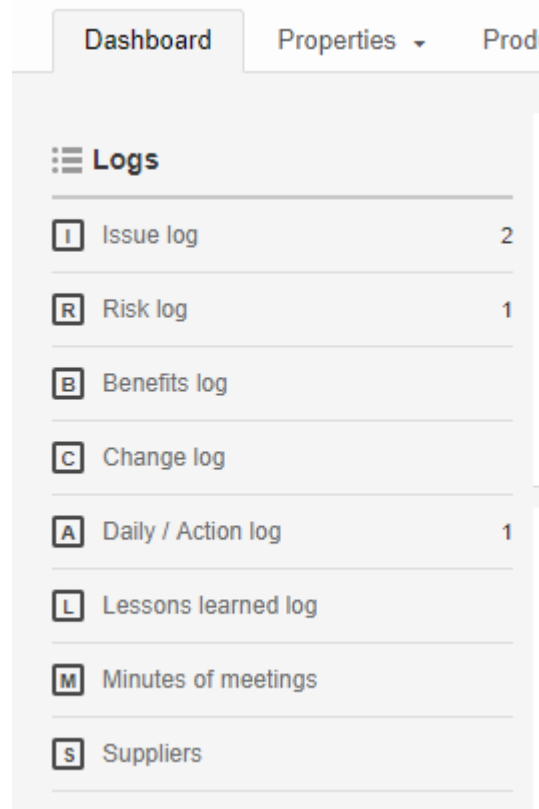 Dashboard Properties Prod
Logs
I Issue log 2
R Risk log 1
B Benefits log
C Change log
A Daily / Action log 1
L Lessons learned log
M Minutes of meetings
S Suppliers